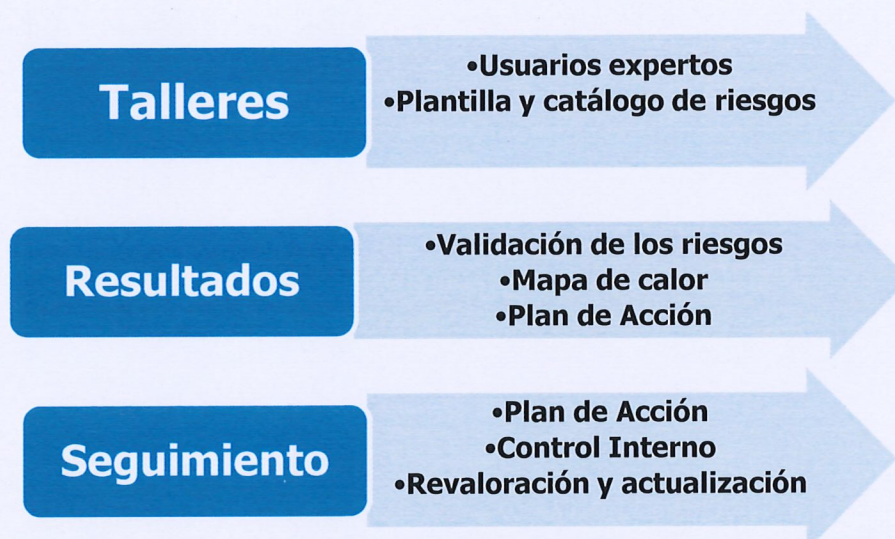 Talleres
•Usuarios expertos
•Plantilla y catálogo de riesgos
Resultados
•Validación de los riesgos
•Mapa de calor
•Plan de Acción
Seguimiento
•Plan de Acción
•Control Interno
•Revaloración y actualización